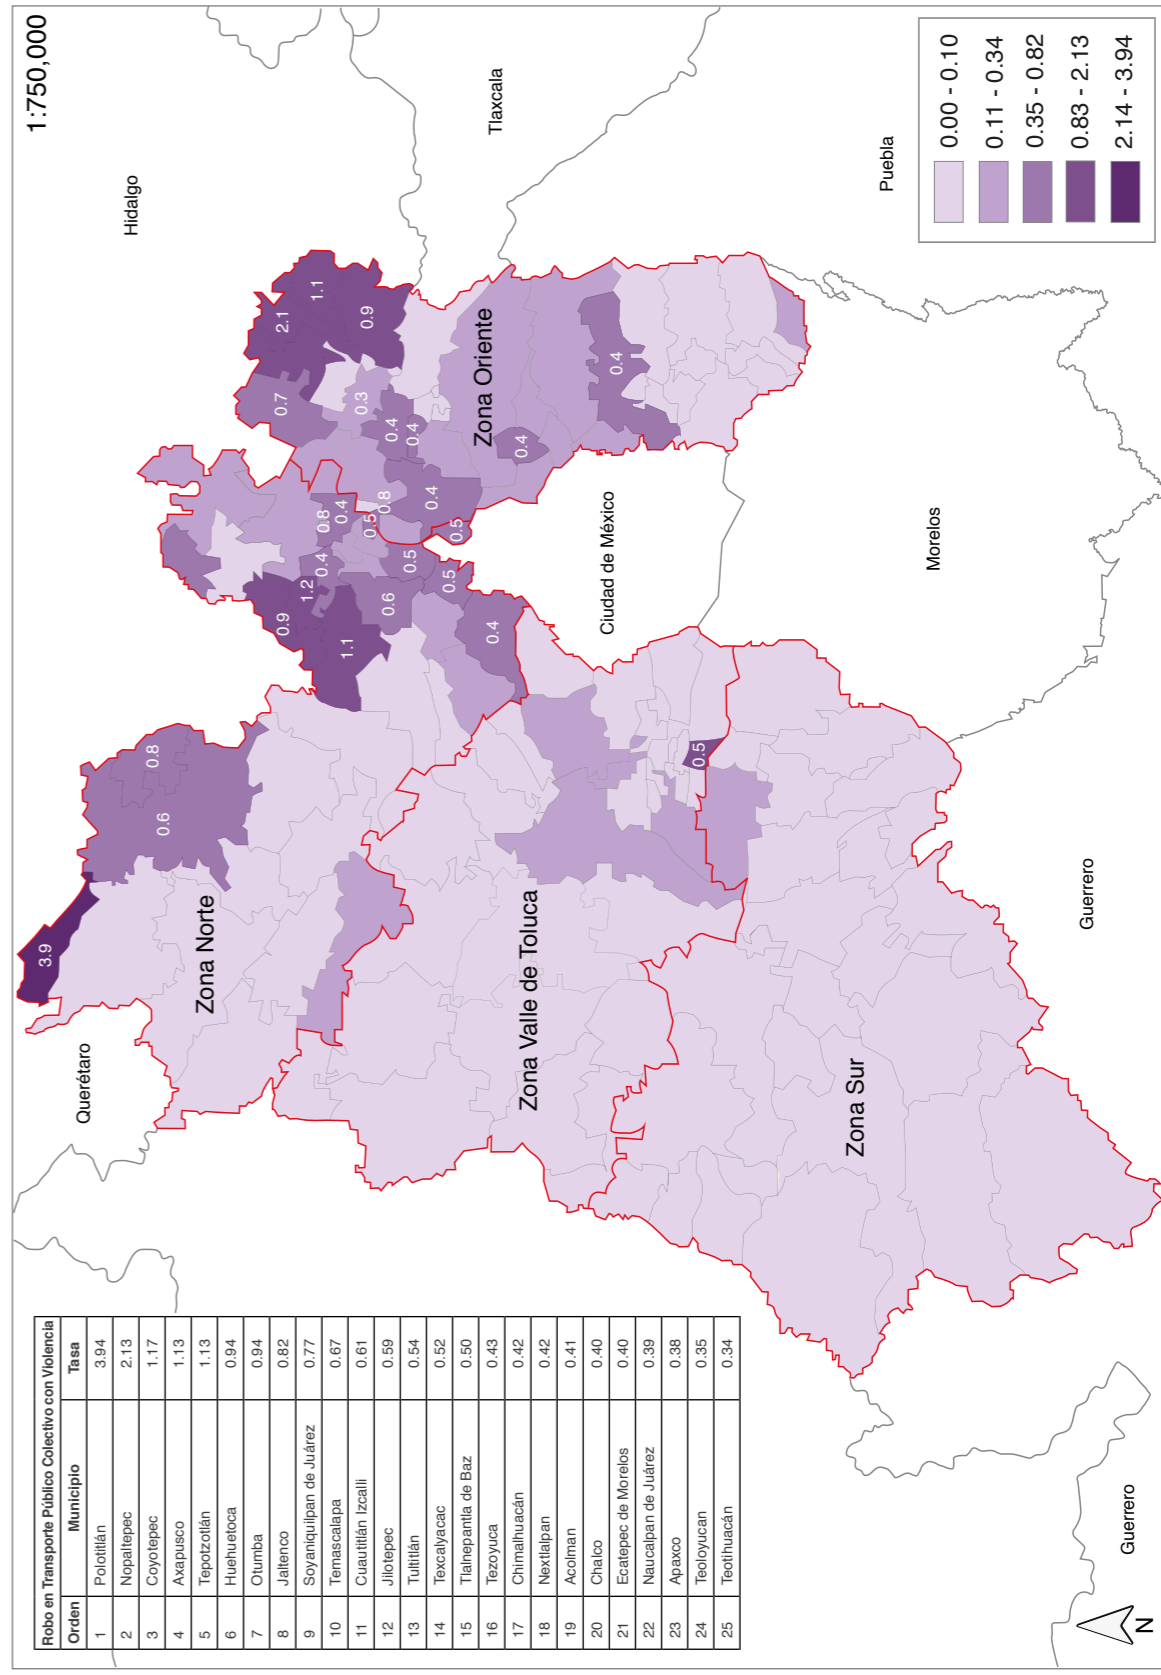 Robo en Transporte Público Colectivo con Violencia
Orden Municipio Tasa
1 Polotitlán 3.94
2 Nopaltepec 2.13
3 Coyotepec 1.17
4 Axapusco 1.13
5 Tepotzotlán 1.13
6 Huehuetoca 0.94
7 Otumba 0.94
8 Jaltenco 0.82
9 Soyaniquilpan de Juárez 0.77
10 Temascalapa 0.67
11 Cuautitlán Izcalli 0.61
12 Jilotepec 0.59
13 Tultitlán 0.54
14 Texcalyacac 0.52
15 Tlalnepantla de Baz 0.50
16 Tezoyuca 0.43
17 Chimalhuacán 0.42
18 Nextlalpan 0.42
19 Acolman 0.41
20 Chalco 0.40
21 Ecatepec de Morelos 0.40
22 Naucalpan de Juárez 0.39
23 Apaxco 0.38
24 Teoloyucan 0.35
25 Teotihuacán 0.34
1:750,000
Querétaro
Hidalgo
Tlaxcala
Puebla
Morelos
Guerrero
Guerrero
Ciudad de México
Zona Norte
Zona Valle de Toluca
Zona Sur
Zona Oriente
3.9
0.6
0.8
0.9
1.2
1.1
0.4
0.8
0.4
0.6
0.5
0.8
0.5
0.5
0.4
0.5
0.4
0.7
2.1
1.1
0.9
0.3
0.4
0.4
0.4
0.4
0.5
0.00 - 0.10
0.11 - 0.34
0.35 - 0.82
0.83 - 2.13
2.14 - 3.94
N